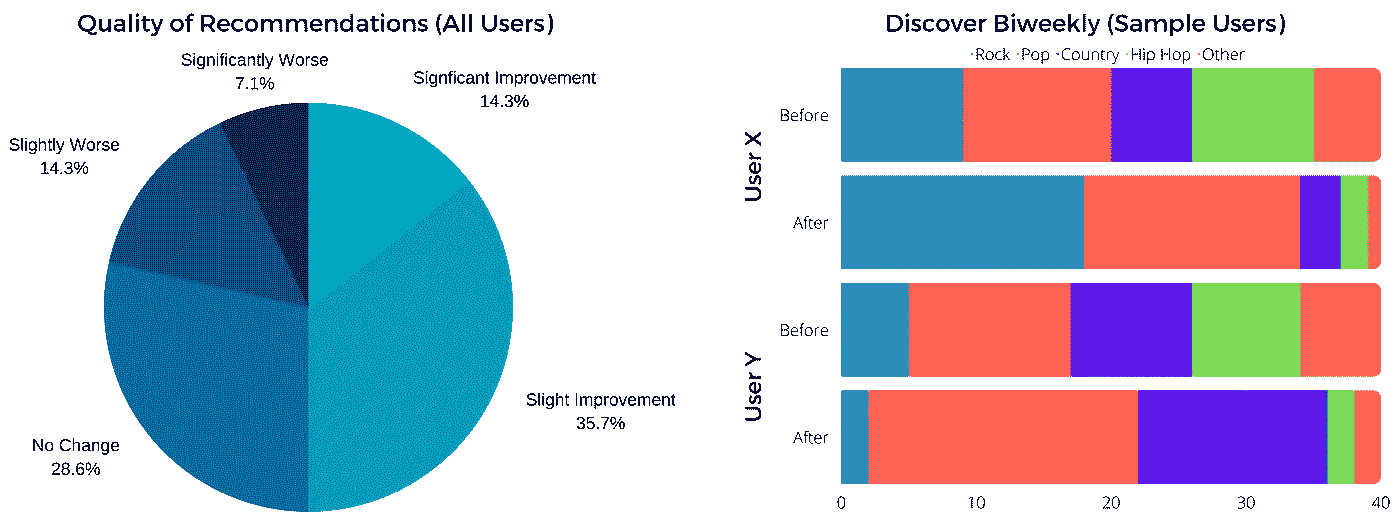 Quality of Recommendations (All Users)
Significantly Worse
7.1%
Signficant Improvement
14.3%
Slightly Worse
14.3%
Slight Improvement
35.7%
No Change
28.6%
Discover Biweekly (Sample Users)
Rock Pop Country Hip Hop Other
User X
Before
After
User Y
Before
After
0 10 20 30 40